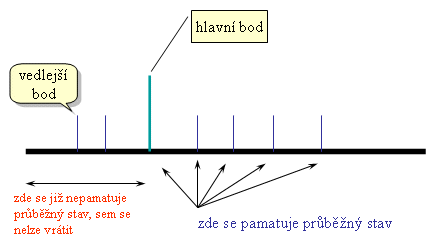 hlavní bod
vedlejší
bod
zde se již nepamatuje
průběžný stav, sem se
nelze vrátit
zde se pamatuje průběžný stav